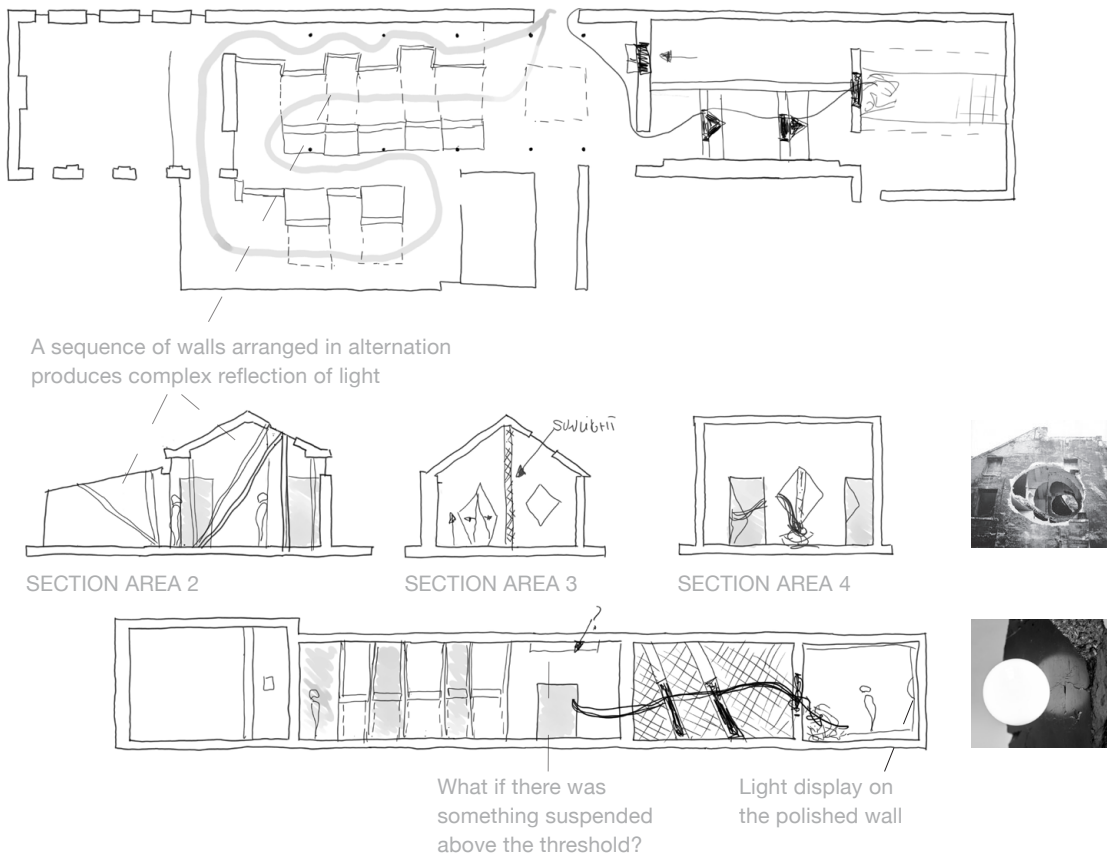 A sequence of walls arranged in alternation
produces complex reflection of light
SECTION AREA 2
SECTION AREA 3
SECTION AREA 4
?
What if there was
something suspended
above the threshold?
Light display on
the polished wall